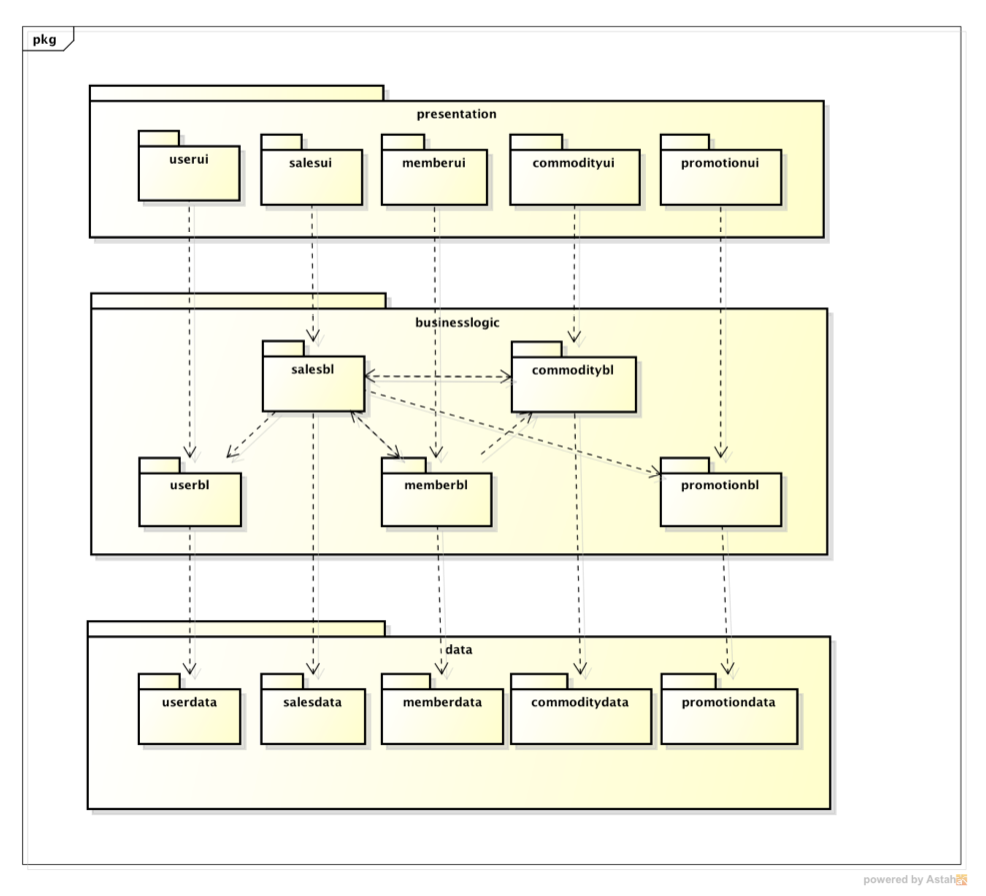 pkg
presentation
userui
salesui
memberui
commodityui
promotionui
businesslogic
salesbl
commoditybl
userbl
memberbl
promotionbl
data
userdata
salesdata
memberdata
commoditydata
promotiondata
powered by Astah